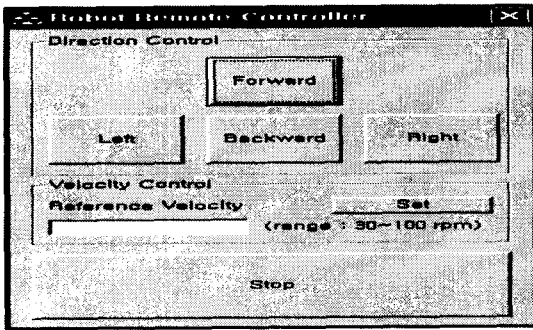 Robot Remote Controller
Direction Control
Forward
Left Backward Right
Velocity Control
Reference Velocity Set
(range : 30~100 rpm)
Stop